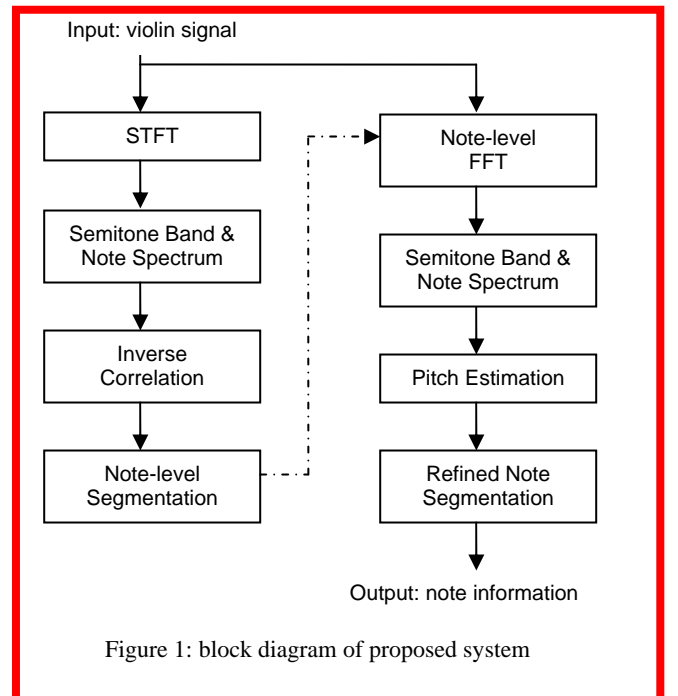 Input: violin signal
STFT
Semitone Band &
Note Spectrum
Inverse
Correlation
Note-level
Segmentation
Note-level
FFT
Semitone Band &
Note Spectrum
Pitch Estimation
Refined Note
Segmentation
Output: note information
Figure 1: block diagram of proposed system